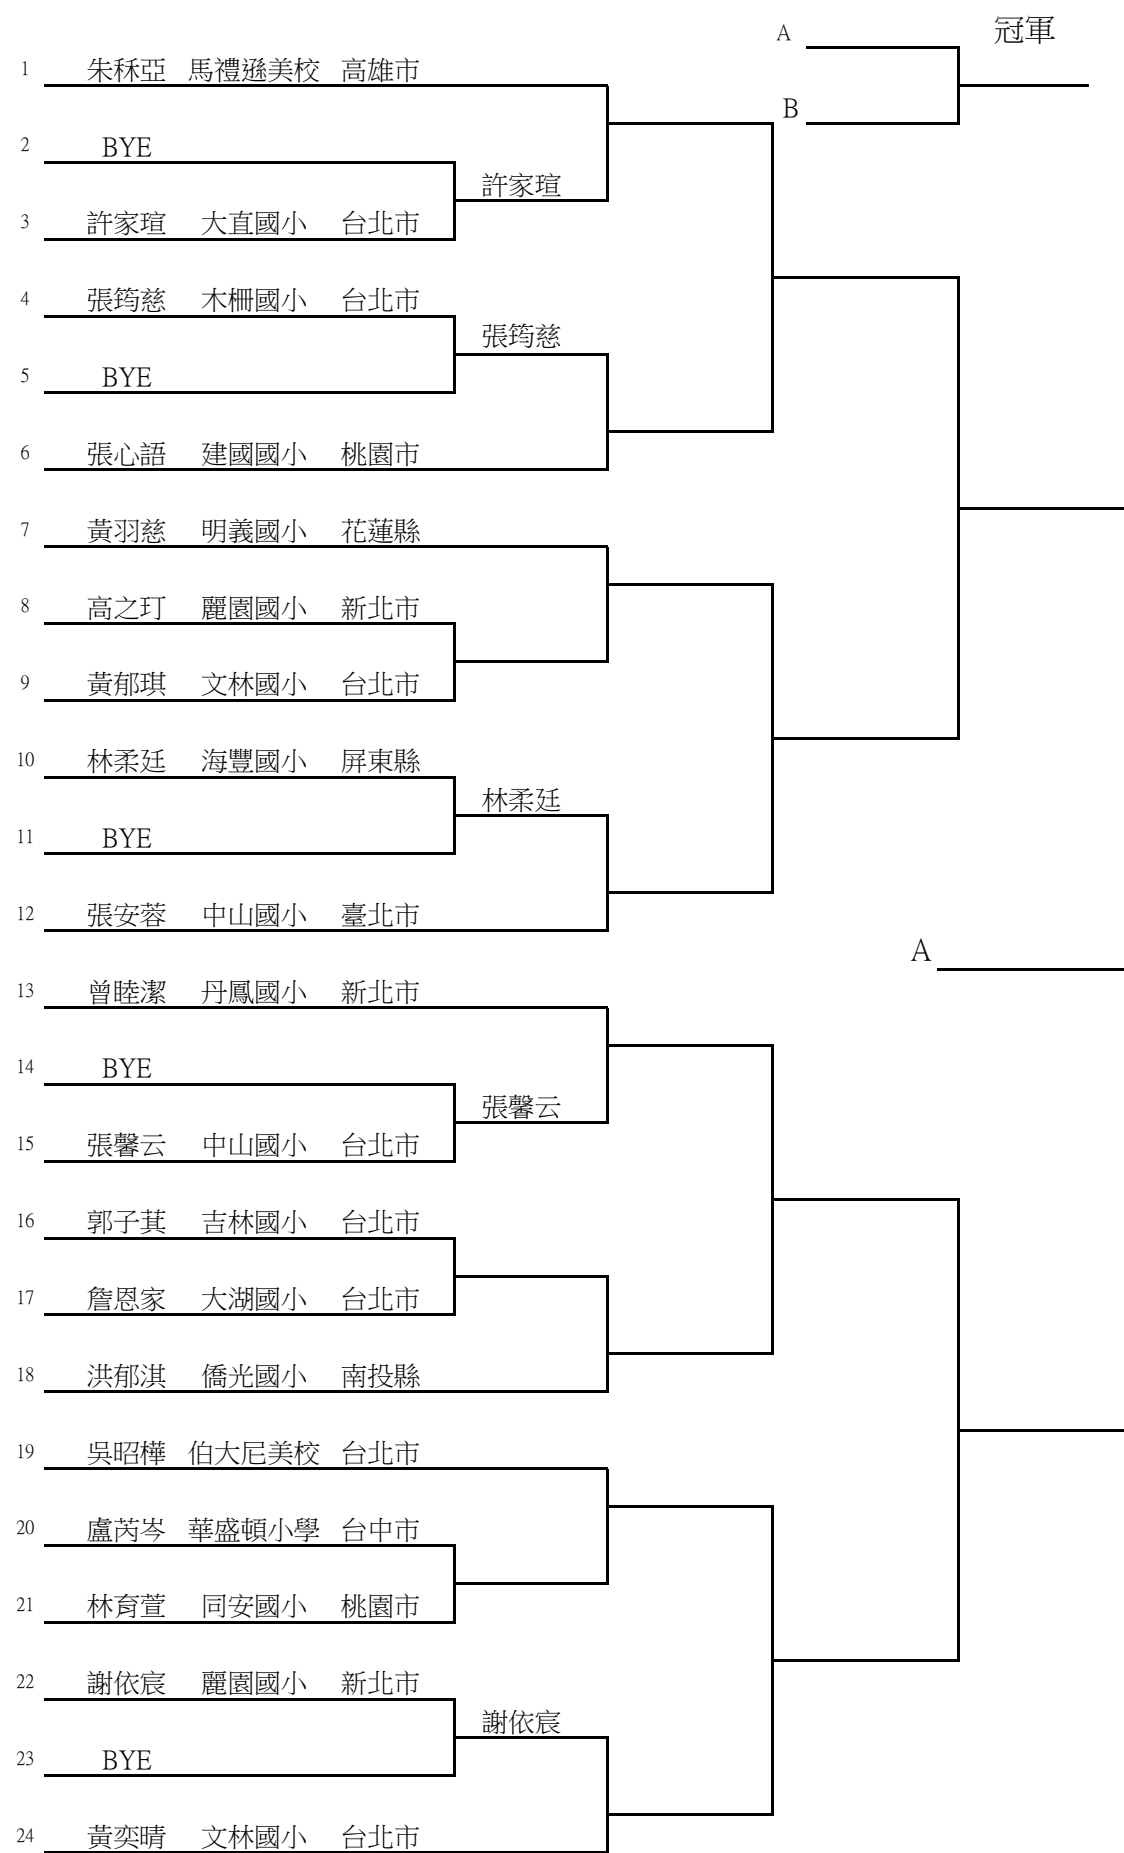 A 冠軍
1 朱秝亞 馬禮遜美校 高雄市
B
2 BYE
許家瑄
3 許家瑄 大直國小 台北市
4 張筠慈 木柵國小 台北市
張筠慈
5 BYE
6 張心語 建國國小 桃園市
7 黃羽慈 明義國小 花蓮縣
8 高之玎 麗園國小 新北市
9 黃郁琪 文林國小 台北市
10 林柔廷 海豐國小 屏東縣
林柔廷
11 BYE
12 張安蓉 中山國小 臺北市
A
13 曾睦潔 丹鳳國小 新北市
14 BYE
張馨云
15 張馨云 中山國小 台北市
16 郭子萁 吉林國小 台北市
17 詹恩家 大湖國小 台北市
18 洪郁淇 僑光國小 南投縣
19 吳昭樺 伯大尼美校 台北市
20 盧芮岑 華盛頓小學 台中市
21 林育萱 同安國小 桃園市
22 謝依宸 麗園國小 新北市
謝依宸
23 BYE
24 黃奕晴 文林國小 台北市